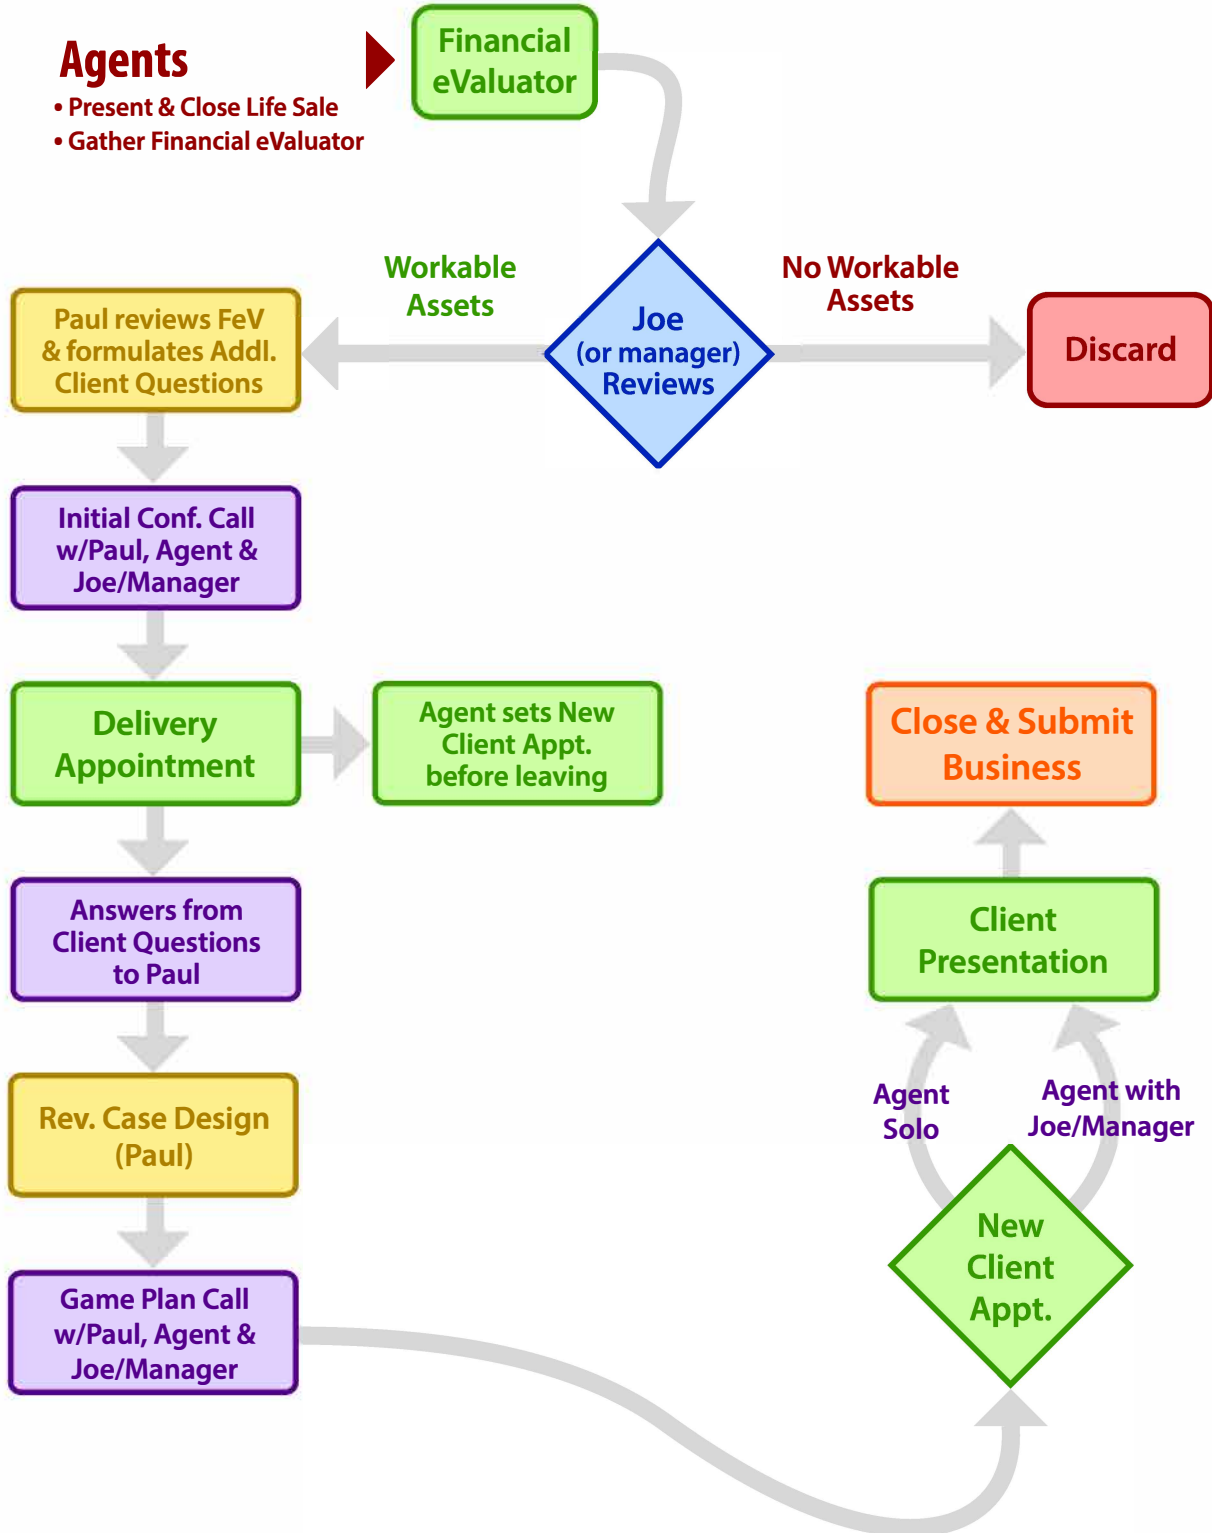 Agents
• Present & Close Life Sale
• Gather Financial eValuator
Financial
eValuator
Workable
Assets
No Workable
Assets
Joe
(or manager)
Reviews
Discard
Paul reviews FeV
& formulates Addl.
Client Questions
Initial Conf. Call
w/Paul, Agent &
Joe/Manager
Delivery
Appointment
Agent sets New
Client Appt.
before leaving
Answers from
Client Questions
to Paul
Rev. Case Design
(Paul)
Game Plan Call
w/Paul, Agent &
Joe/Manager
New
Client
Appt.
Agent
Solo
Agent with
Joe/Manager
Client
Presentation
Close & Submit
Business